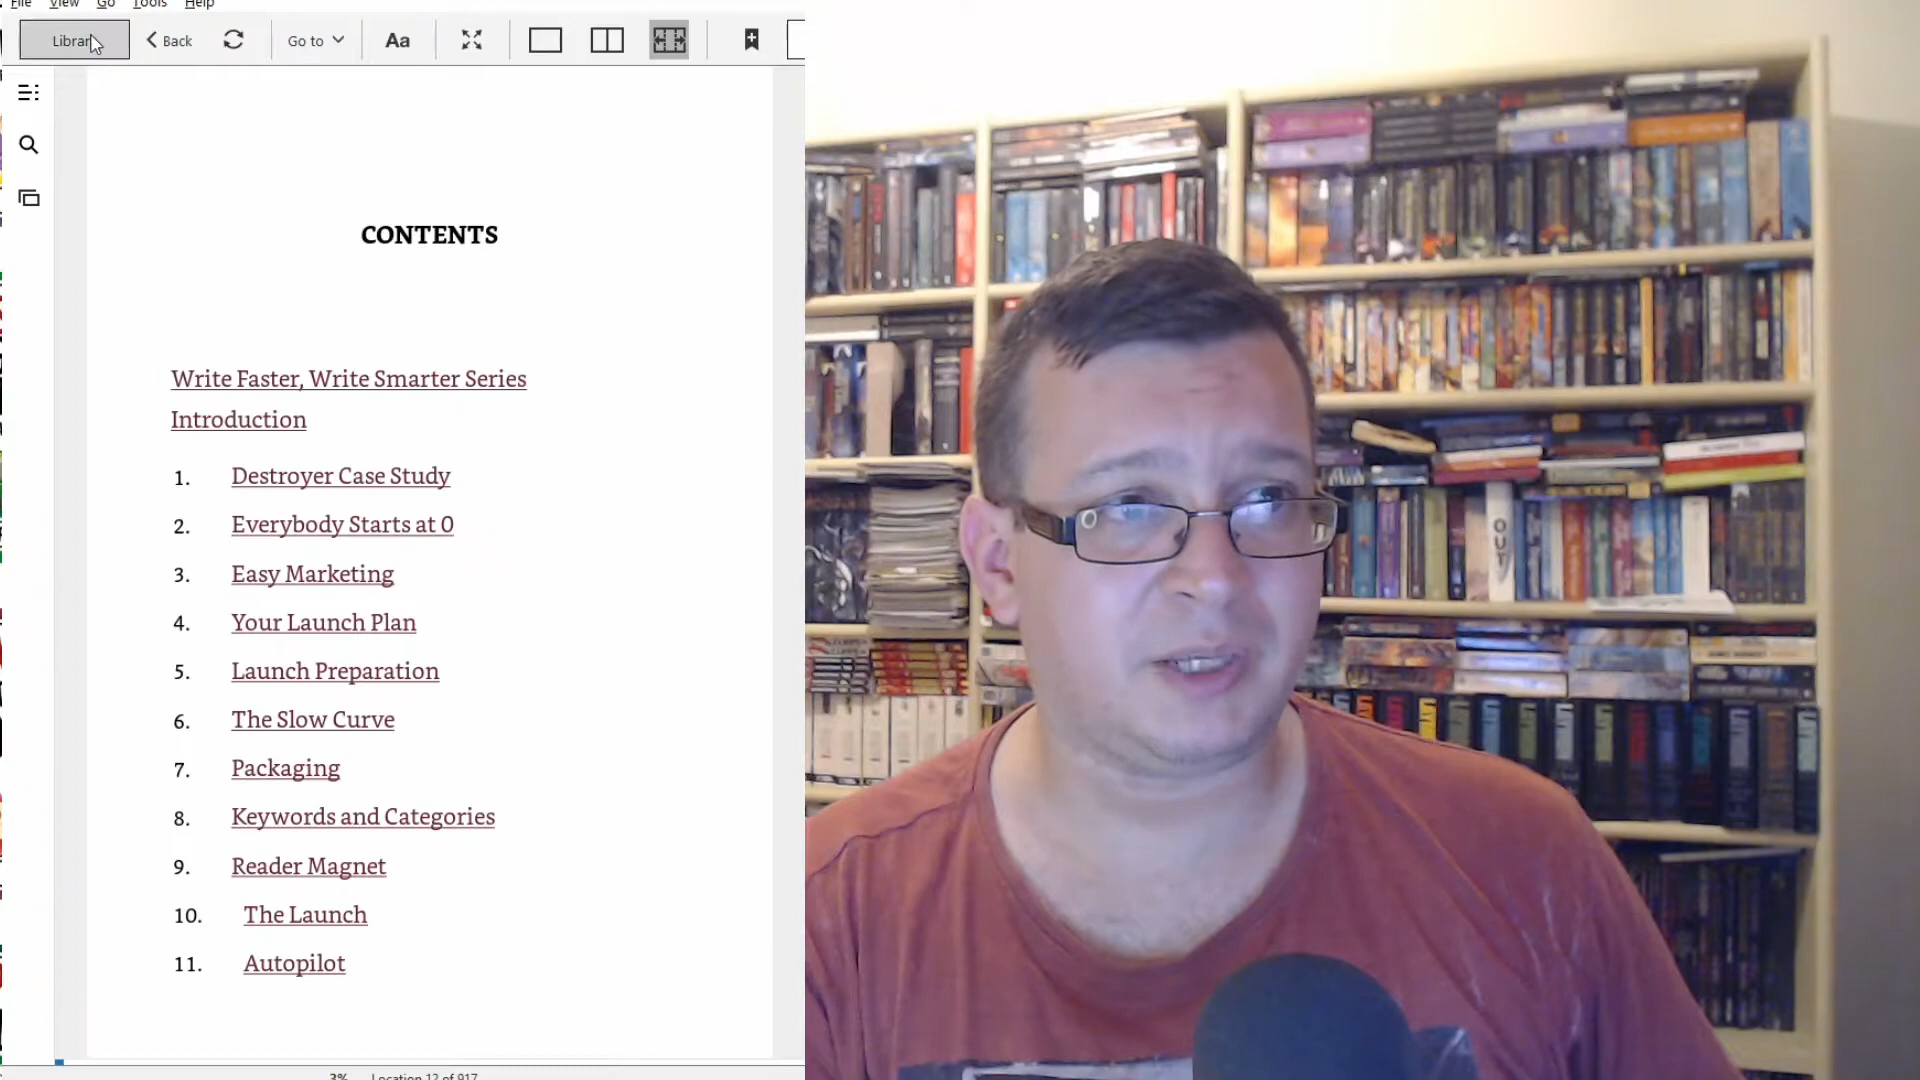 File View Go Tools Help
Library Back Go to Aa
CONTENTS
Write Faster, Write Smarter Series
Introduction
1. Destroyer Case Study
2. Everybody Starts at 0
3. Easy Marketing
4. Your Launch Plan
5. Launch Preparation
6. The Slow Curve
7. Packaging
8. Keywords and Categories
9. Reader Magnet
10. The Launch
11. Autopilot
3% Location 12 of 917
OUT